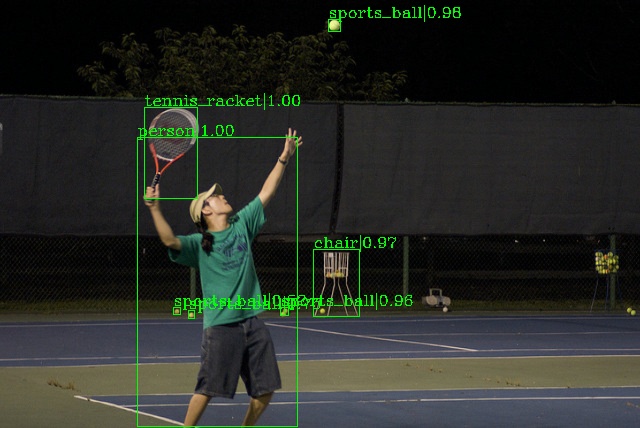 sports_ball|0.98
tennis_racket|1.00
person|1.00
chair|0.97
sports_ball|0.96